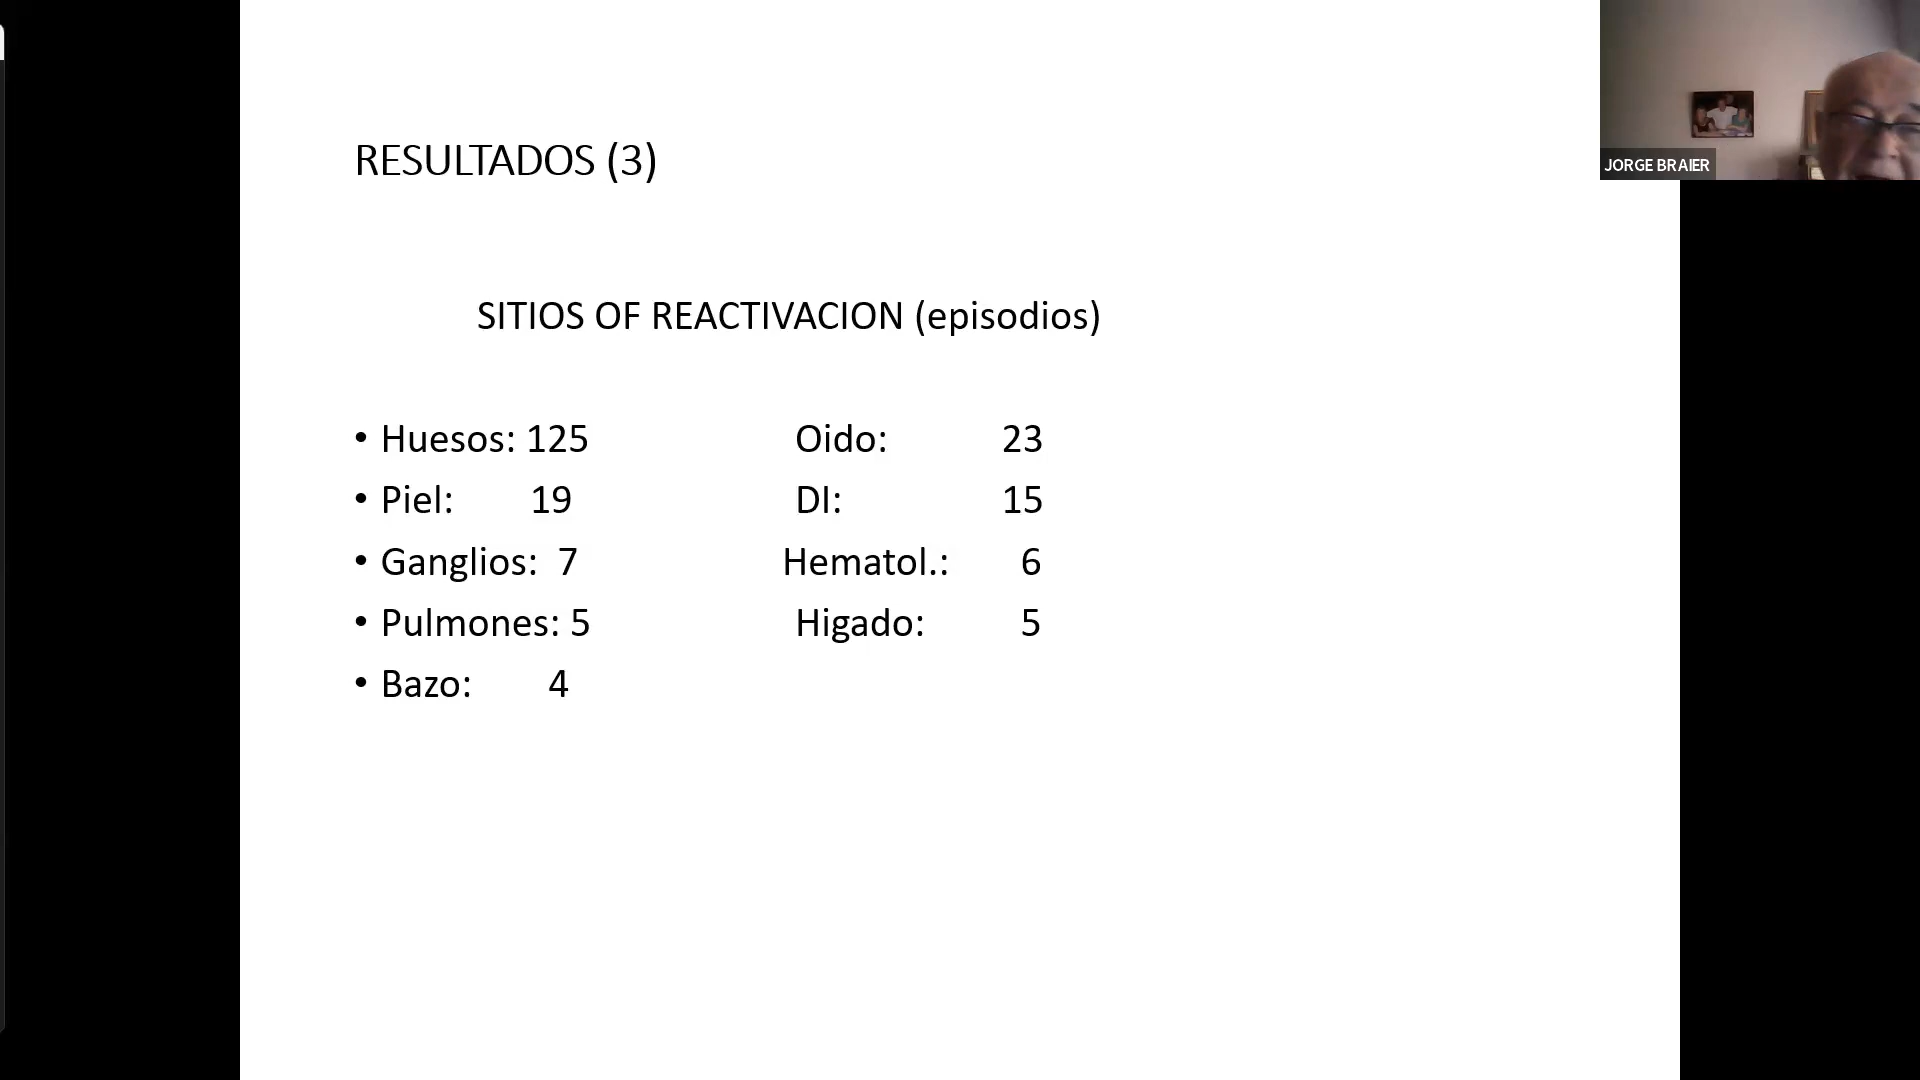 RESULTADOS (3)
JORGE BRAIER
SITIOS OF REACTIVACION (episodios)
• Huesos: 125 Oido: 23
• Piel: 19 DI: 15
• Ganglios: 7 Hematol.: 6
• Pulmones: 5 Higado: 5
• Bazo: 4